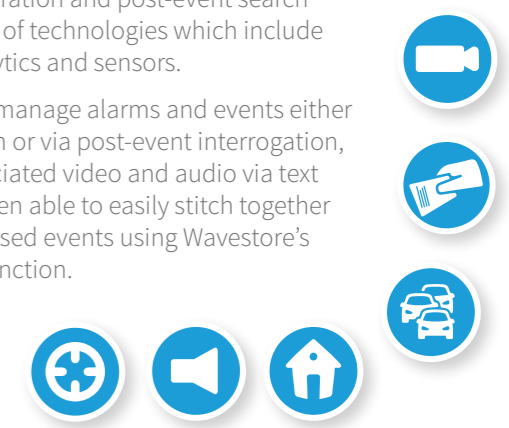 ration and post-event search
of technologies which include
ytics and sensors.
manage alarms and events either
n or via post-event interrogation,
ciated video and audio via text
en able to easily stitch together
sed events using Wavestore's
nction.